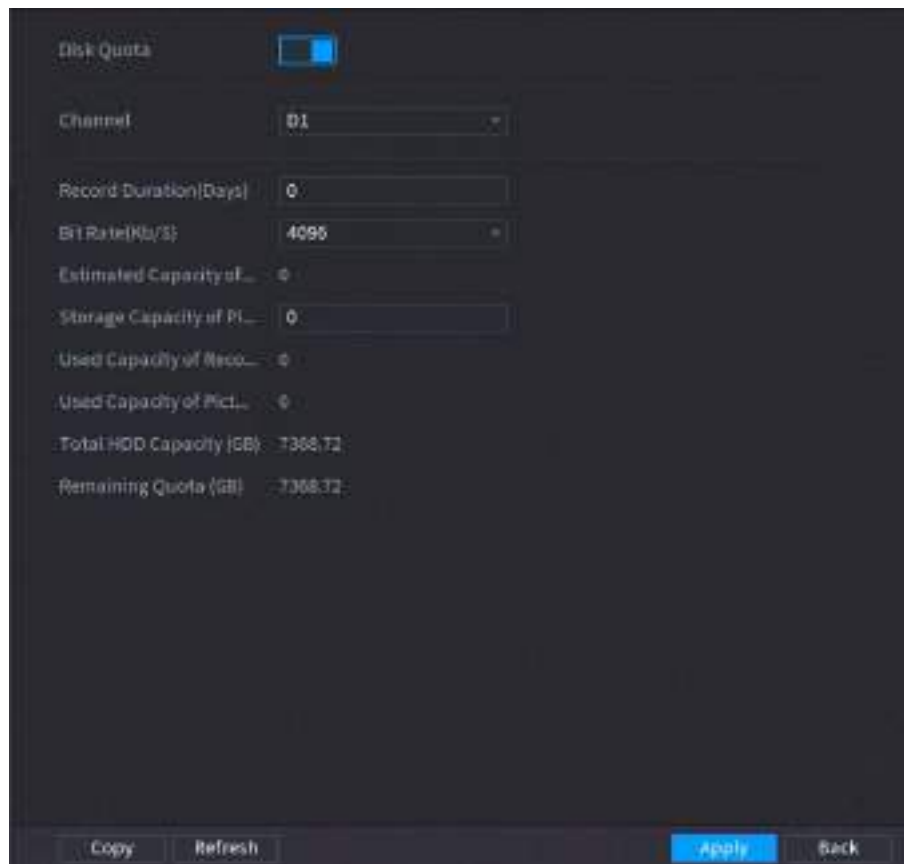 Disk Quota
Channel D1
Record Duration(Days) 0
Bit Rate(Kb/S) 4096
Estimated Capacity of... 0
Storage Capacity of Pi... 0
Used Capacity of Reco... 0
Used Capacity of Pict... 0
Total HDD Capacity (GB) 7368.72
Remaining Quota (GB) 7368.72
Copy Refresh Apply Back